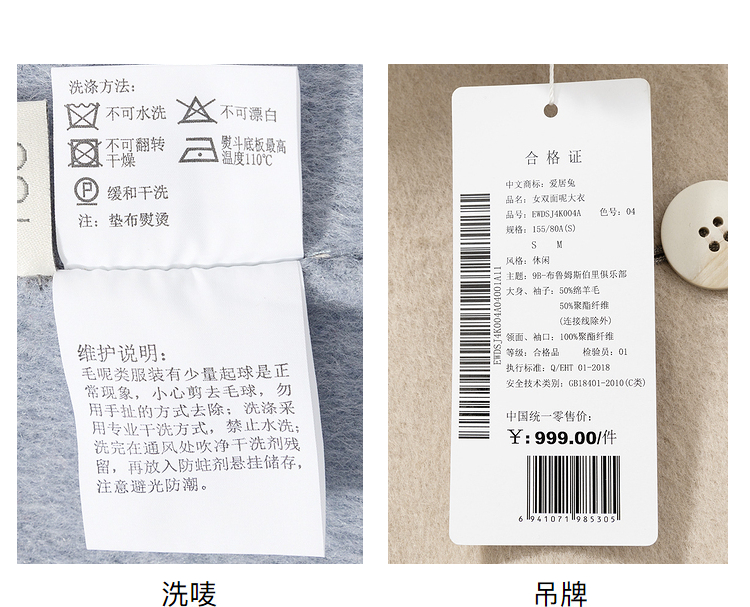 洗涤方法:
不可水洗
不可漂白
不可翻转
干燥
熨斗底板最高
温度110℃
P
缓和干洗
注: 垫布熨烫
维护说明:
毛呢类服装有少量起球是正
常现象, 小心剪去毛球, 勿
用手扯的方式去除; 洗涤采
用专业干洗方式, 禁止水洗;
洗完在通风处吹净干洗剂残
留, 再放入防蛀剂悬挂储存,
注意避光防潮。
洗唛
合格证
中文商标: 爱居兔
品名: 女双面呢大衣
品号: EWDSJ4K004A 色号: 04
规格: 155/80A(S)
S M
风格: 休闲
主题: 9B-布鲁姆斯伯里俱乐部
大身、袖子: 50%绵羊毛
50%聚酯纤维
(连接线除外)
领面、袖口: 100%聚酯纤维
等级: 合格品 检验员: 01
执行标准: Q/EHT 01-2018
安全技术类别: GB18401-2010(C类)
EWDSJ4K004A04001A11
中国统一零售价:
¥: 999.00/件
6 941071 985305
吊牌